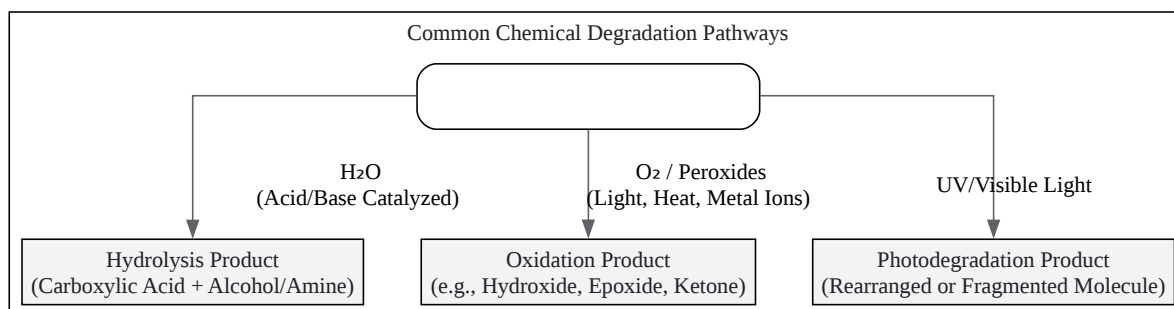 Common Chemical Degradation Pathways
H₂O
(Acid/Base Catalyzed)
O₂ / Peroxides
(Light, Heat, Metal Ions)
UV/Visible Light
Hydrolysis Product
(Carboxylic Acid + Alcohol/Amine)
Oxidation Product
(e.g., Hydroxide, Epoxide, Ketone)
Photodegradation Product
(Rearranged or Fragmented Molecule)